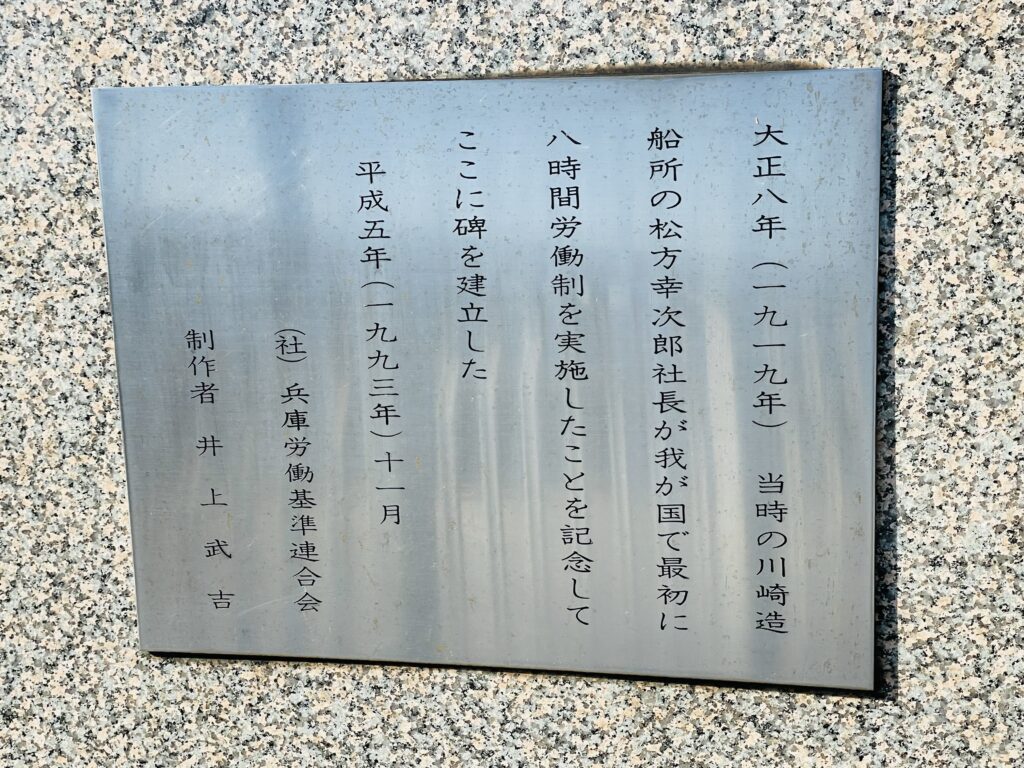 大正八年（一九一九年）　当時の川崎造
船所の松方幸次郎社長が我が国で最初に
八時間労働制を実施したことを記念して
ここに碑を建立した
平成五年（一九九三年）十一月
（社）兵庫労働基準連合会
制作者　井　上　武　吉